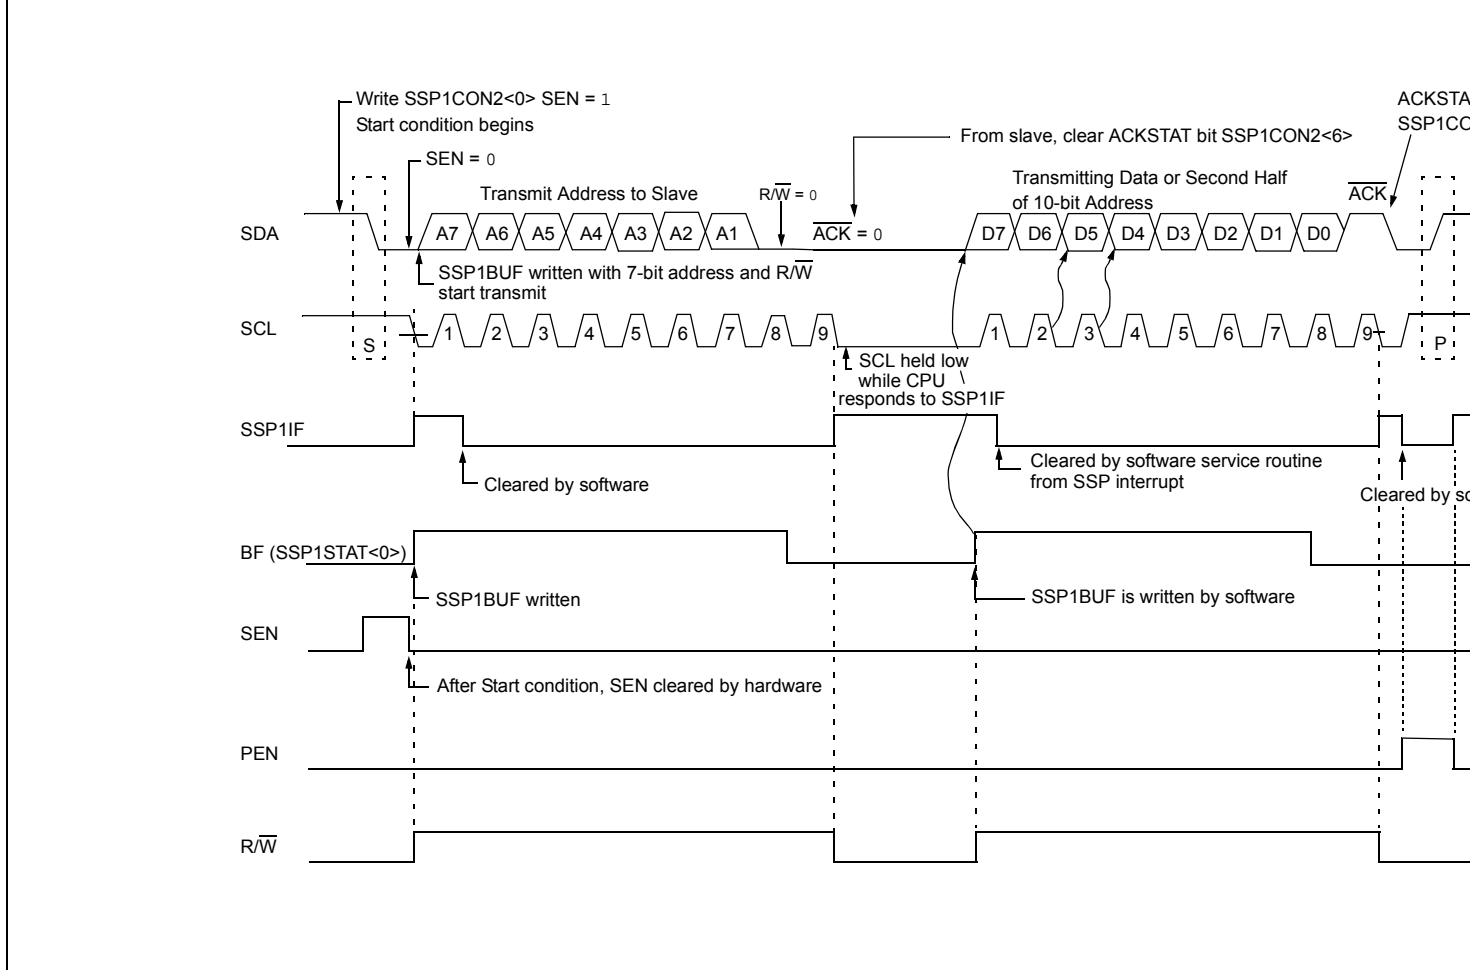 Write SSP1CON2<0> SEN = 1
Start condition begins
ACKSTA
SSP1CO
From slave, clear ACKSTAT bit SSP1CON2<6>
SEN = 0
Transmit Address to Slave
R/W = 0
Transmitting Data or Second Half
of 10-bit Address
ACK
SDA
A7 A6 A5 A4 A3 A2 A1
ACK = 0
D7 D6 D5 D4 D3 D2 D1 D0
SSP1BUF written with 7-bit address and R/W
start transmit
SCL
S
1 2 3 4 5 6 7 8 9
1 2 3 4 5 6 7 8 9
P
SCL held low
while CPU
responds to SSP1IF
SSP1IF
Cleared by software
Cleared by software service routine
from SSP interrupt
Cleared by so
BF (SSP1STAT<0>)
SSP1BUF written
SSP1BUF is written by software
SEN
After Start condition, SEN cleared by hardware
PEN
R/W